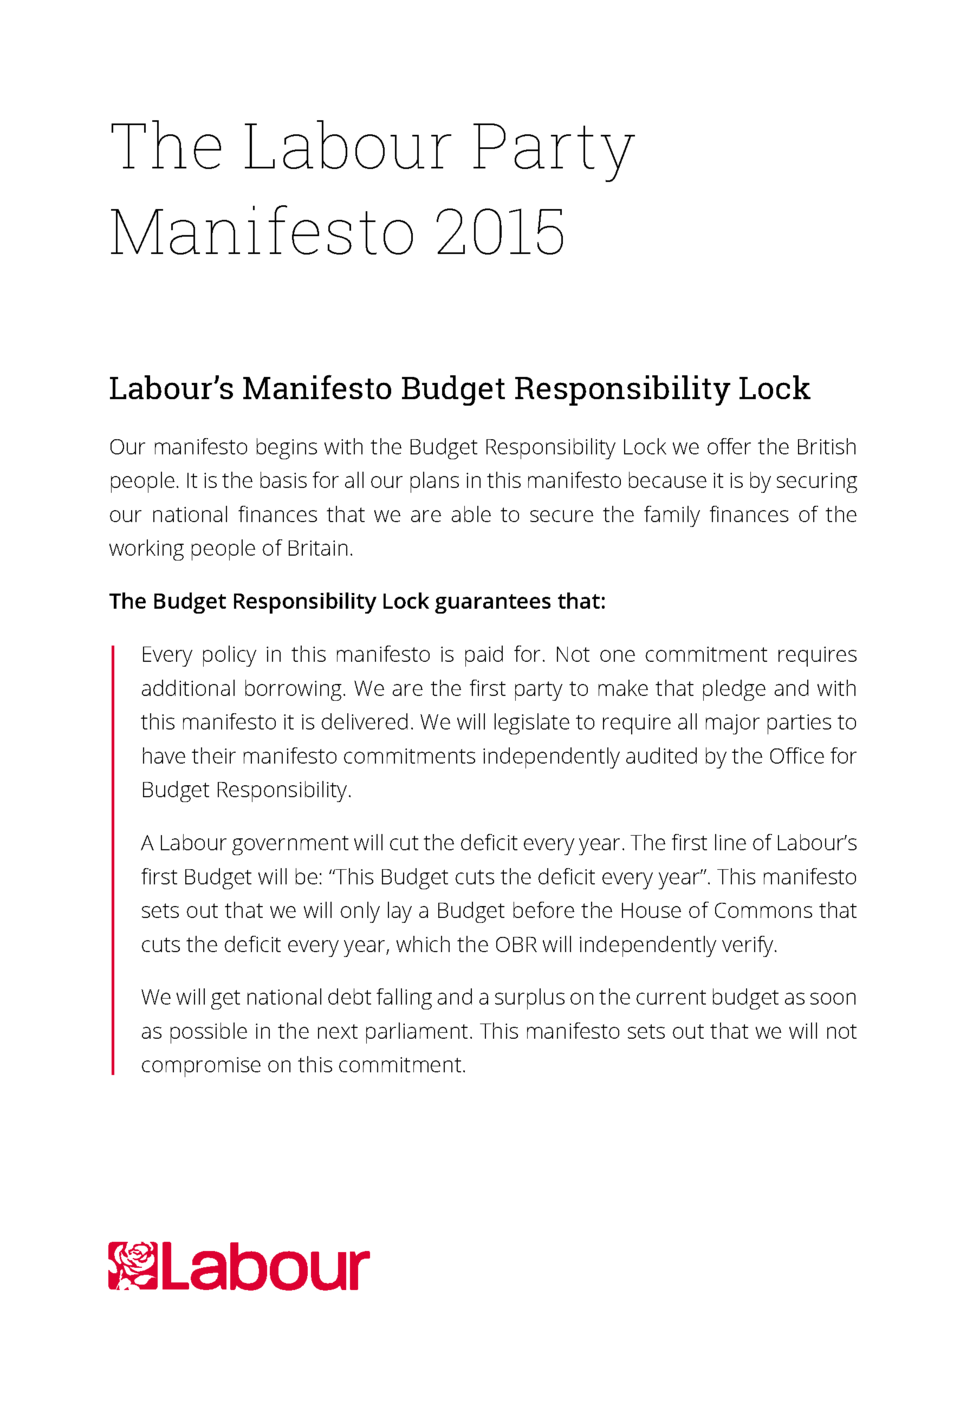 The Labour Party
Manifesto 2015
Labour’s Manifesto Budget Responsibility Lock
Our manifesto begins with the Budget Responsibility Lock we offer the British
people. It is the basis for all our plans in this manifesto because it is by securing
our national finances that we are able to secure the family finances of the
working people of Britain.
The Budget Responsibility Lock guarantees that:
Every policy in this manifesto is paid for. Not one commitment requires
additional borrowing. We are the first party to make that pledge and with
this manifesto it is delivered. We will legislate to require all major parties to
have their manifesto commitments independently audited by the Office for
Budget Responsibility.
A Labour government will cut the deficit every year. The first line of Labour’s
first Budget will be: “This Budget cuts the deficit every year”. This manifesto
sets out that we will only lay a Budget before the House of Commons that
cuts the deficit every year, which the OBR will independently verify.
We will get national debt falling and a surplus on the current budget as soon
as possible in the next parliament. This manifesto sets out that we will not
compromise on this commitment.
Labour